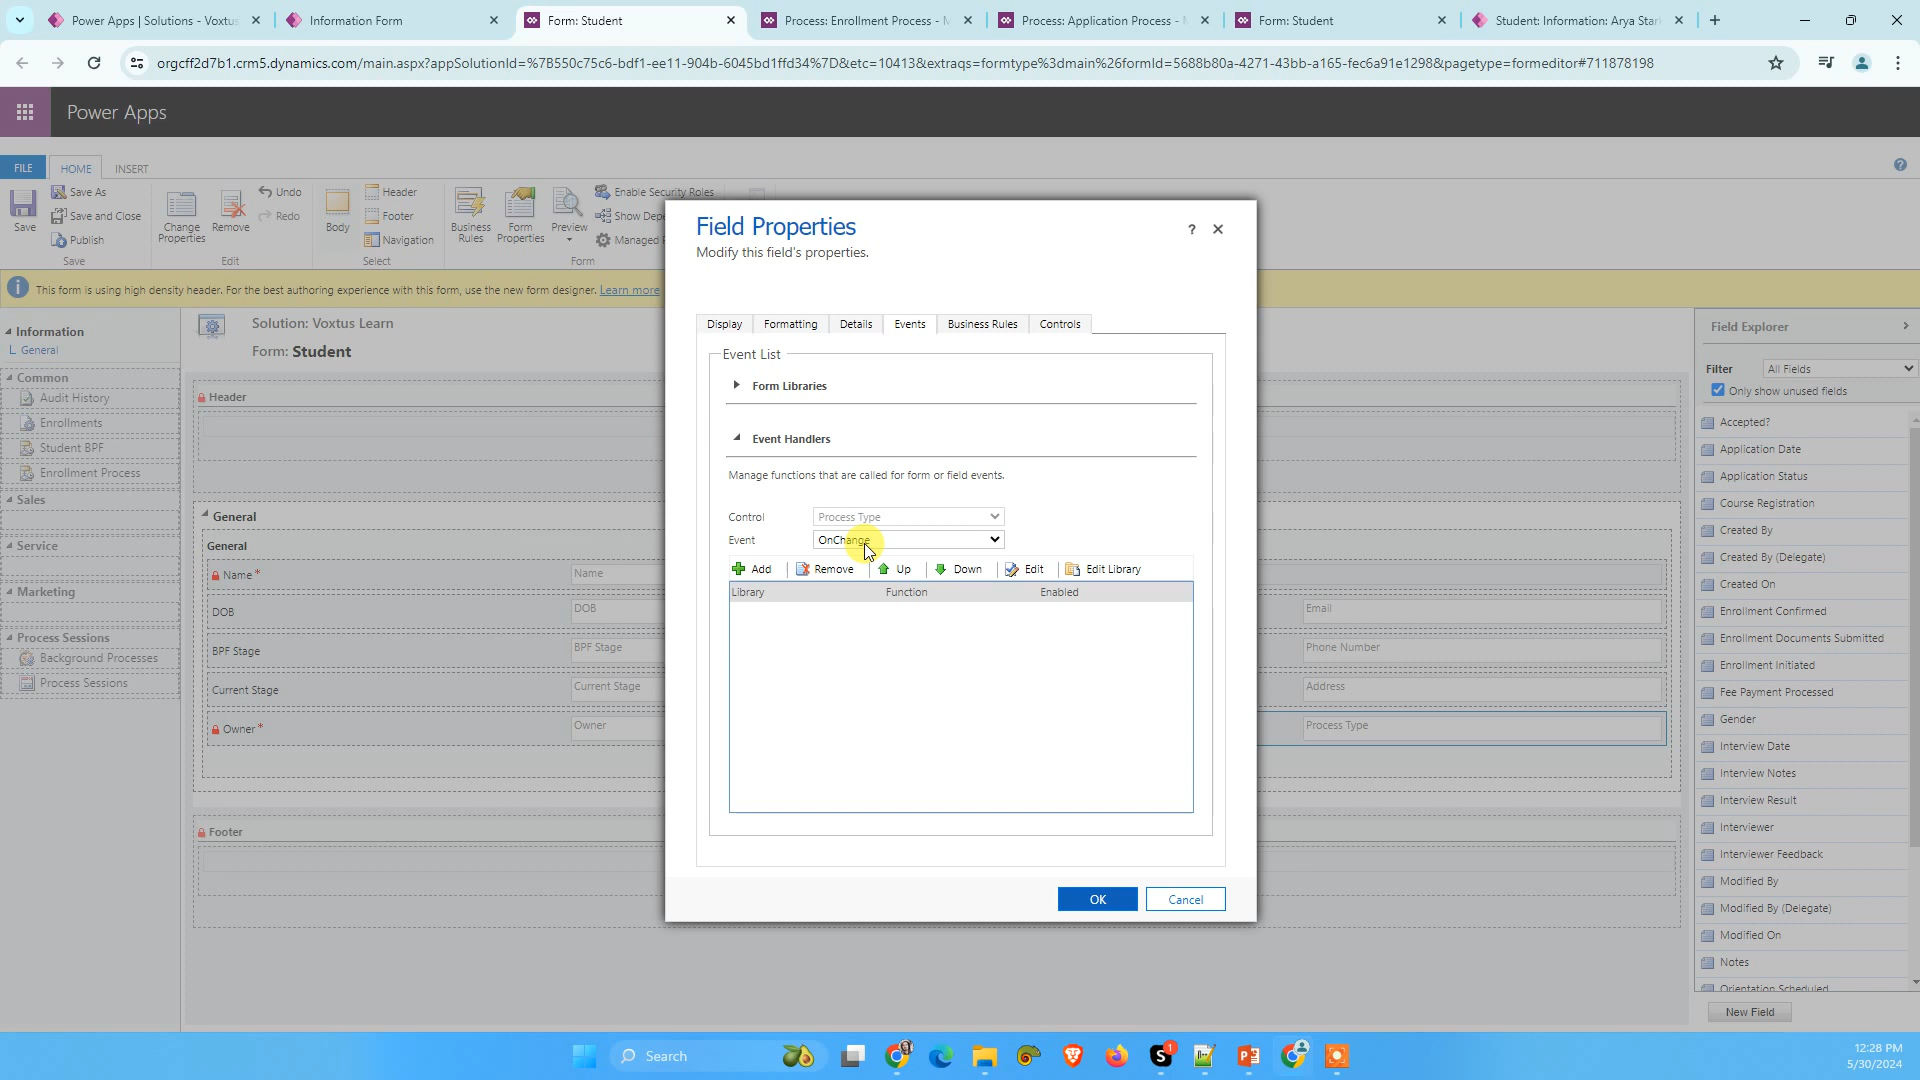 Power Apps | Solutions - Voxtus
Information Form
Form: Student
Process: Enrollment Process - M
Process: Application Process - M
Form: Student
Student: Information: Arya Star
orgcff2d7b1.crm5.dynamics.com/main.aspx?appSolutionId=%7B550c75c6-bdf1-ee11-904b-6045bd1ffd34%7D&etc=10413&extraqs=formtype%3dmain%26formId=5688b80a-4271-43bb-a165-fec6a91e1298&pagetype=formeditor#711878198
Power Apps
FILE
HOME
INSERT
Save
Save As
Save and Close
Publish
Save
Change Properties
Remove
Undo
Redo
Edit
Body
Header
Footer
Navigation
Select
Business Rules
Form Properties
Preview
Enable Security Roles
Show Depe
Managed P
Form
This form is using high density header. For the best authoring experience with this form, use the new form designer. Learn more
Information
General
Common
Audit History
Enrollments
Student BPF
Enrollment Process
Sales
Service
Marketing
Process Sessions
Background Processes
Process Sessions
Solution: Voxtus Learn
Form: Student
Header
General
General
Name*
Name
DOB
DOB
BPF Stage
BPF Stage
Current Stage
Current Stage
Owner*
Owner
Footer
Email
Phone Number
Address
Process Type
Field Properties
Modify this field's properties.
?
Display
Formatting
Details
Events
Business Rules
Controls
Event List
Form Libraries
Event Handlers
Manage functions that are called for form or field events.
Control
Process Type
Event
OnChange
Add
Remove
Up
Down
Edit
Edit Library
Library
Function
Enabled
OK
Cancel
Field Explorer
Filter
All Fields
Only show unused fields
Accepted?
Application Date
Application Status
Course Registration
Created By
Created By (Delegate)
Created On
Enrollment Confirmed
Enrollment Documents Submitted
Enrollment Initiated
Fee Payment Processed
Gender
Interview Date
Interview Notes
Interview Result
Interviewer
Interviewer Feedback
Modified By
Modified By (Delegate)
Modified On
Notes
Orientation Scheduled
New Field
Search
1
12:28 PM
5/30/2024